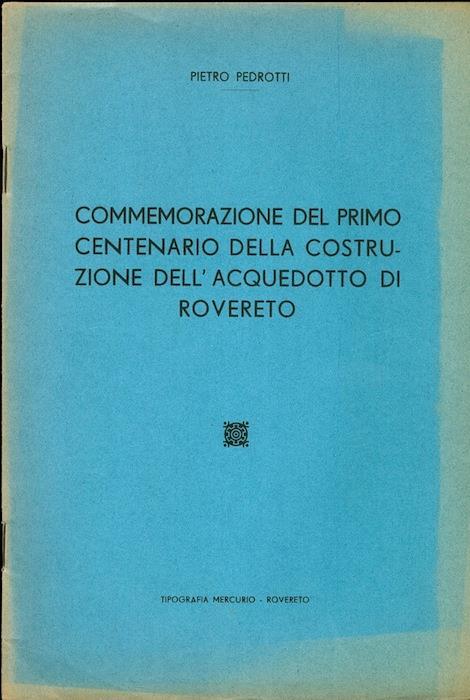 PIETRO PEDROTTI
COMMEMORAZIONE DEL PRIMO
CENTENARIO DELLA COSTRU-
ZIONE DELL' ACQUEDOTTO DI
ROVERETO
TIPOGRAFIA MERCURIO - ROVERETO